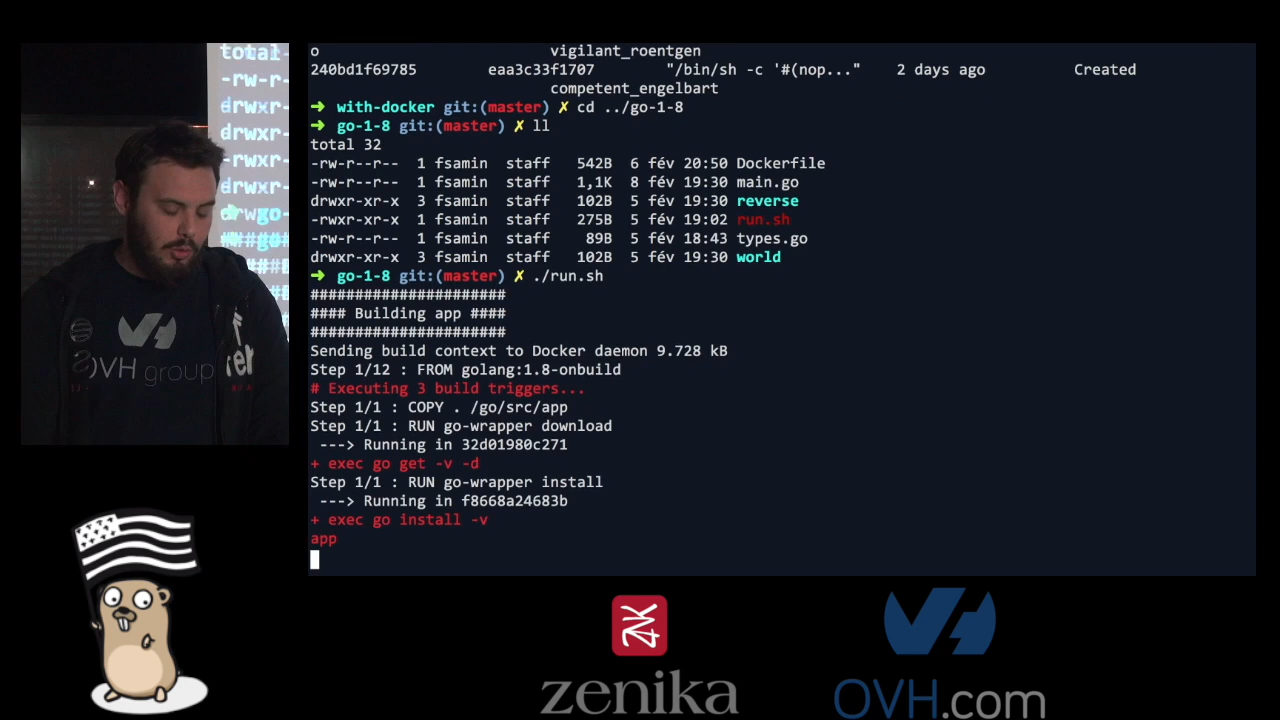 o vigilant_roentgen
240bd1f69785 eaa3c33f1707 "/bin/sh -c '#(nop..." 2 days ago Created
competent_engelbart
➜ with-docker git:(master) ✗ cd ../go-1-8
➜ go-1-8 git:(master) ✗ ll
total 32
-rw-r--r-- 1 fsamin staff 542B 6 fév 20:50 Dockerfile
-rw-r--r-- 1 fsamin staff 1,1K 8 fév 19:30 main.go
drwxr-xr-x 3 fsamin staff 102B 5 fév 19:30 reverse
-rwxr-xr-x 1 fsamin staff 275B 5 fév 19:02 run.sh
-rw-r--r-- 1 fsamin staff 89B 5 fév 18:43 types.go
drwxr-xr-x 3 fsamin staff 102B 5 fév 19:30 world
➜ go-1-8 git:(master) ✗ ./run.sh
######################
#### Building app ####
######################
Sending build context to Docker daemon 9.728 kB
Step 1/12 : FROM golang:1.8-onbuild
# Executing 3 build triggers...
Step 1/1 : COPY . /go/src/app
Step 1/1 : RUN go-wrapper download
---> Running in 32d01980c271
+ exec go get -v -d
Step 1/1 : RUN go-wrapper install
---> Running in f8668a24683b
+ exec go install -v
app
total
-rw-r-
drwxr-
drwxr-
-rw-r-
drwxr-
go-
OVH group
zenika
OVH.com